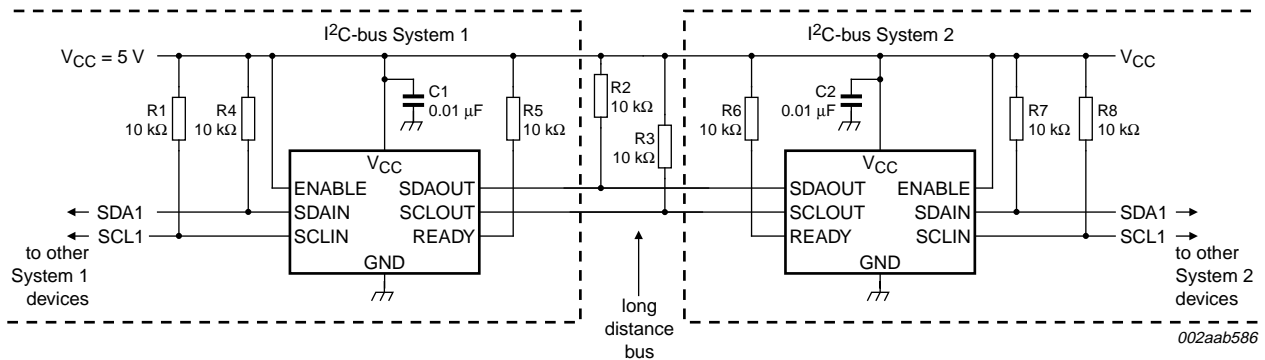 I²C-bus System 1
I²C-bus System 2
VCC = 5 V
VCC
R1
10 kΩ
R4
10 kΩ
C1
0.01 μF
R5
10 kΩ
R2
10 kΩ
R3
10 kΩ
R6
10 kΩ
C2
0.01 μF
R7
10 kΩ
R8
10 kΩ
VCC
ENABLE
SDAOUT
SDAIN
SCLOUT
SCLIN
READY
GND
VCC
SDAOUT
ENABLE
SCLOUT
SDAIN
READY
SCLIN
GND
SDA1
SCL1
to other
System 1
devices
long
distance
bus
SDA1
SCL1
to other
System 2
devices
002aab586